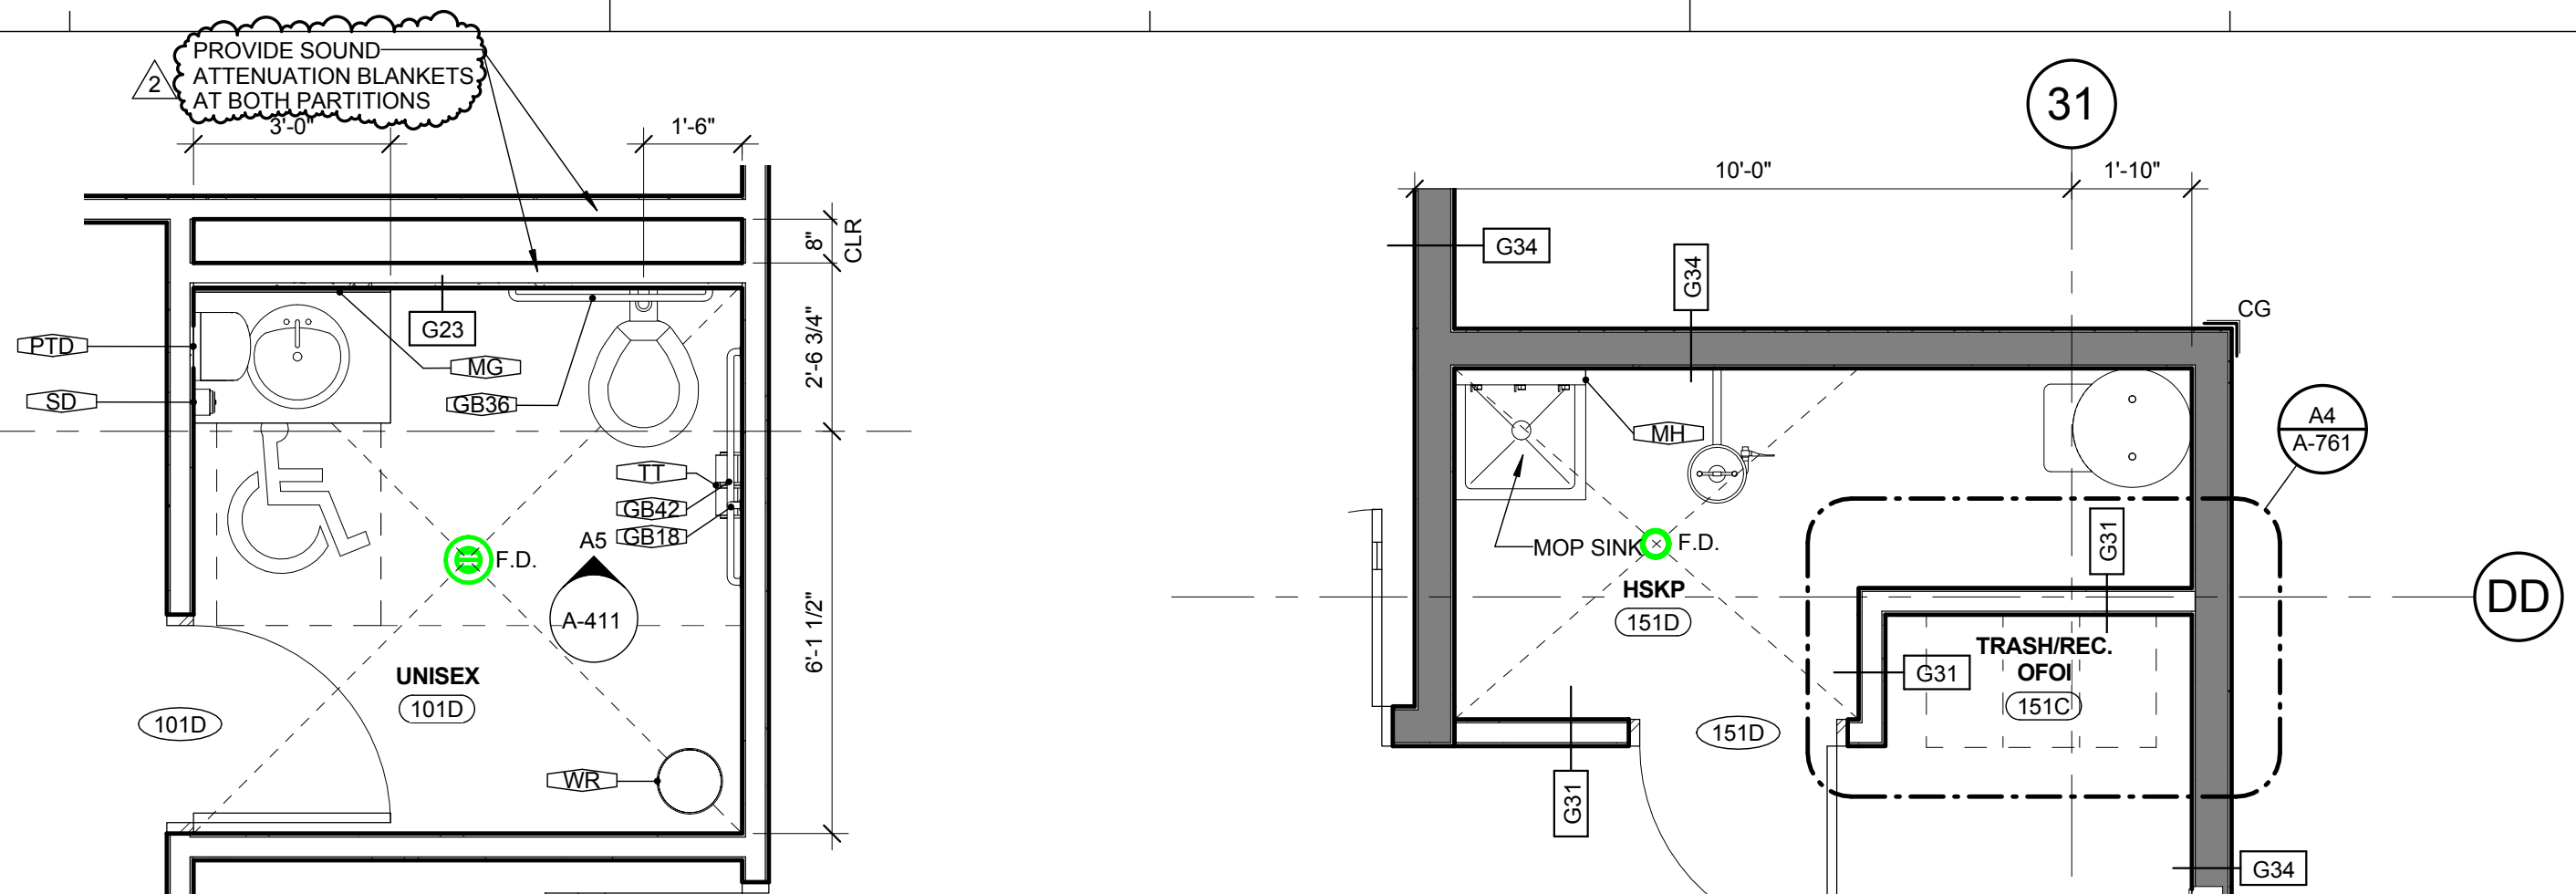 PROVIDE SOUND
ATTENUATION BLANKETS
AT BOTH PARTITIONS
2
3'-0"
1'-6"
8"
CLR
2'-6 3/4"
6'-1 1/2"
PTD
SD
G23
MG
GB36
TT
GB42
GB18
F.D.
A5
A-411
UNISEX
101D
101D
WR
31
10'-0"
1'-10"
G34
G34
CG
MH
A4
A-761
MOP SINK
F.D.
HSKP
151D
G31
DD
TRASH/REC.
OFOI
151C
G31
151D
G31
G34